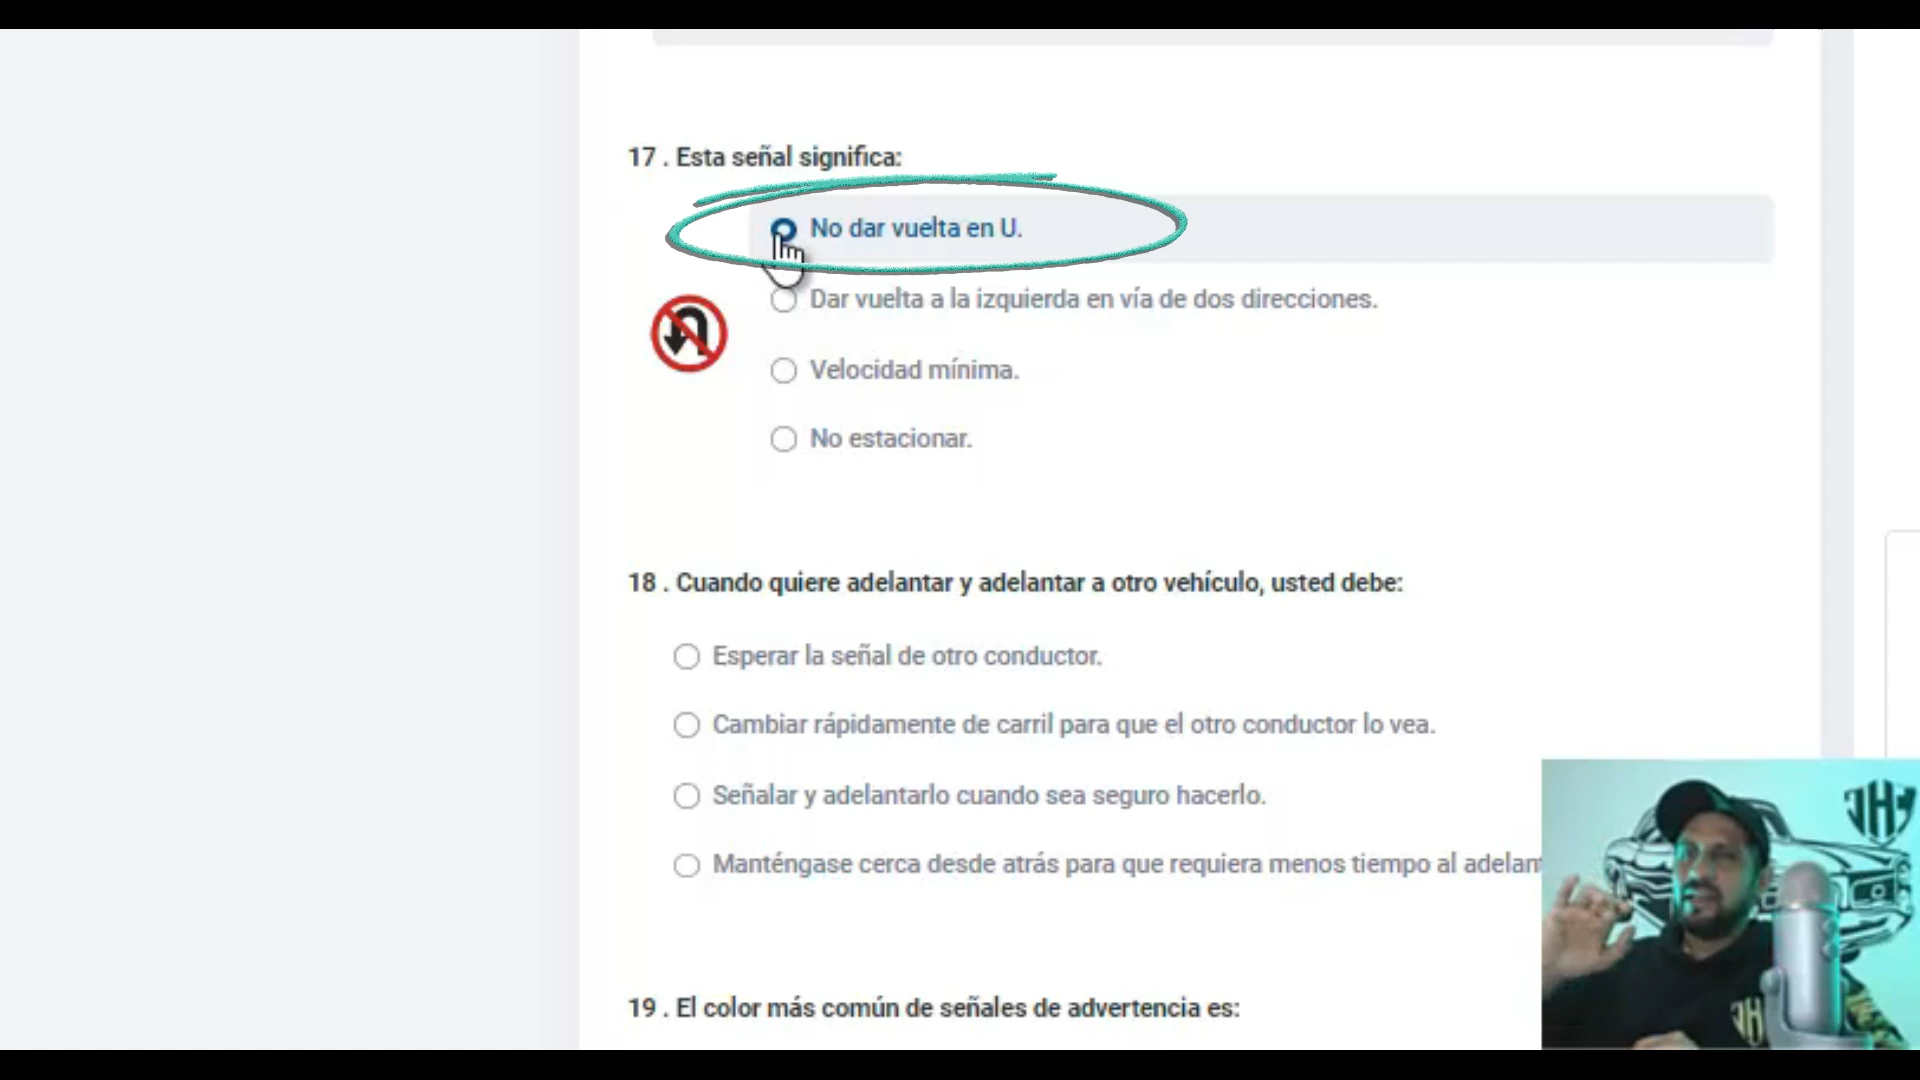 17 . Esta señal significa:
No dar vuelta en U.
Dar vuelta a la izquierda en vía de dos direcciones.
Velocidad mínima.
No estacionar.
18 . Cuando quiere adelantar y adelantar a otro vehículo, usted debe:
Esperar la señal de otro conductor.
Cambiar rápidamente de carril para que el otro conductor lo vea.
Señalar y adelantarlo cuando sea seguro hacerlo.
Manténgase cerca desde atrás para que requiera menos tiempo al
19 . El color más común de señales de advertencia es: